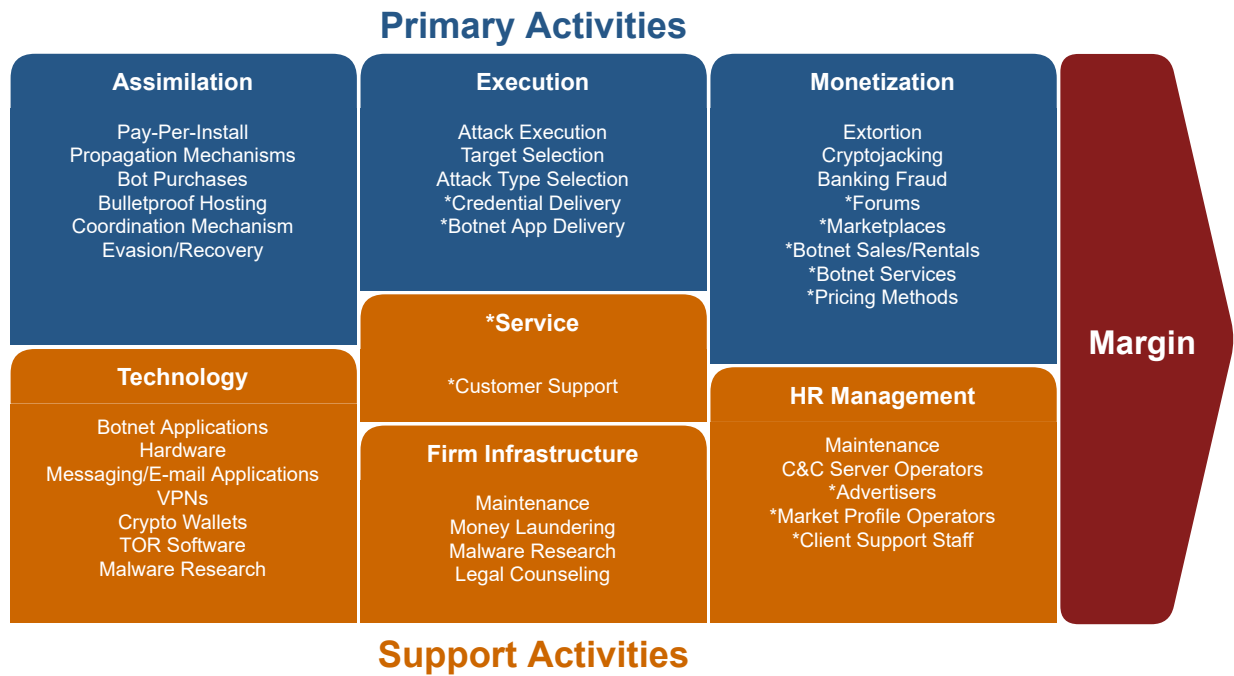 Primary Activities
Assimilation
Pay-Per-Install
Propagation Mechanisms
Bot Purchases
Bulletproof Hosting
Coordination Mechanism
Evasion/Recovery
Execution
Attack Execution
Target Selection
Attack Type Selection
*Credential Delivery
*Botnet App Delivery
Monetization
Extortion
Cryptojacking
Banking Fraud
*Forums
*Marketplaces
*Botnet Sales/Rentals
*Botnet Services
*Pricing Methods
Technology
Botnet Applications
Hardware
Messaging/E-mail Applications
VPNs
Crypto Wallets
TOR Software
Malware Research
*Service
*Customer Support
Firm Infrastructure
Maintenance
Money Laundering
Malware Research
Legal Counseling
HR Management
Maintenance
C&C Server Operators
*Advertisers
*Market Profile Operators
*Client Support Staff
Margin
Support Activities